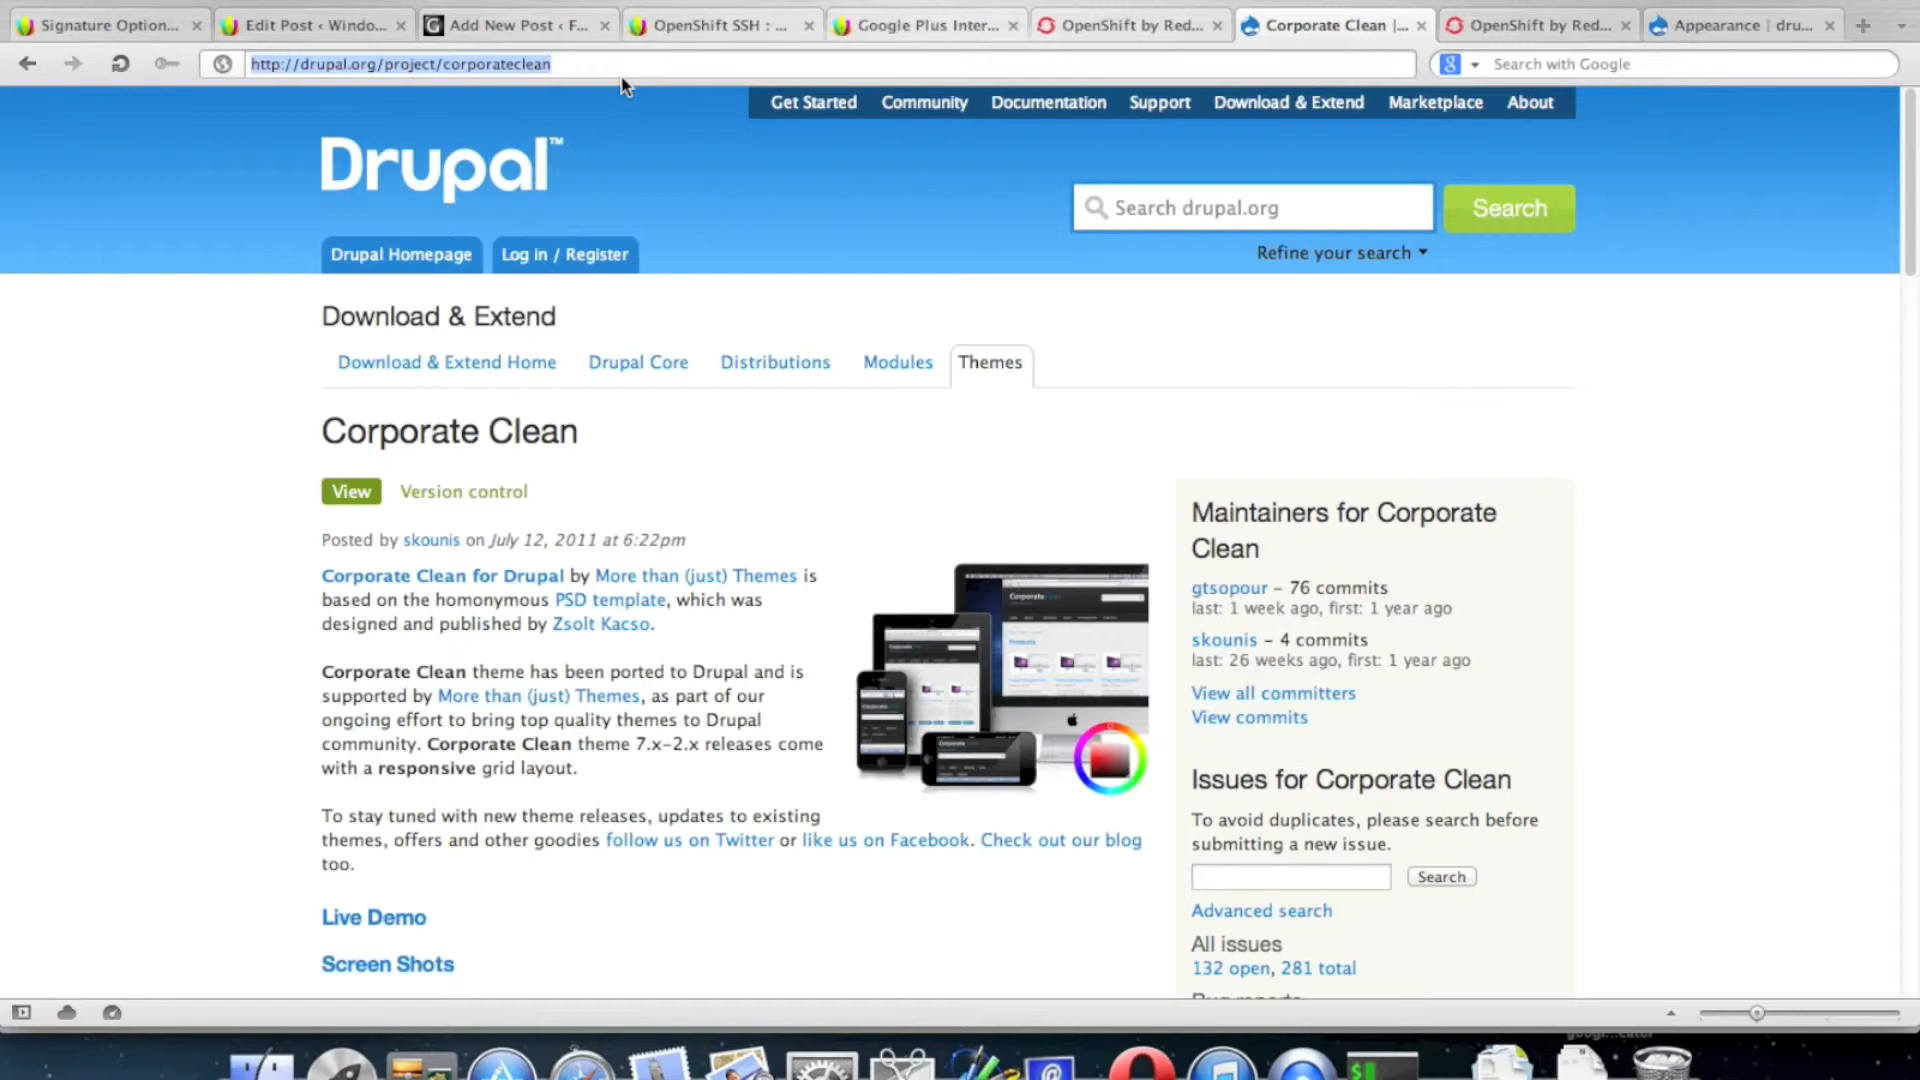 Signature Option...
Edit Post ‹ Windo...
Add New Post ‹ F...
OpenShift SSH : ...
Google Plus Inter...
OpenShift by Red...
Corporate Clean |...
OpenShift by Red...
Appearance | dru...
http://drupal.org/project/corporateclean
Search with Google
Get Started Community Documentation Support Download & Extend Marketplace About
Drupal™
Search drupal.org
Search
Refine your search
Drupal Homepage
Log in / Register
Download & Extend
Download & Extend Home Drupal Core Distributions Modules Themes
Corporate Clean
View Version control
Posted by skounis on July 12, 2011 at 6:22pm
Corporate Clean for Drupal by More than (just) Themes is
based on the homonymous PSD template, which was
designed and published by Zsolt Kacso.
Corporate Clean theme has been ported to Drupal and is
supported by More than (just) Themes, as part of our
ongoing effort to bring top quality themes to Drupal
community. Corporate Clean theme 7.x-2.x releases come
with a responsive grid layout.
To stay tuned with new theme releases, updates to existing
themes, offers and other goodies follow us on Twitter or like us on Facebook. Check out our blog
too.
Live Demo
Screen Shots
Maintainers for Corporate
Clean
gtsopour – 76 commits
last: 1 week ago, first: 1 year ago
skounis – 4 commits
last: 26 weeks ago, first: 1 year ago
View all committers
View commits
Issues for Corporate Clean
To avoid duplicates, please search before
submitting a new issue.
Search
Advanced search
All issues
132 open, 281 total
Bug reports